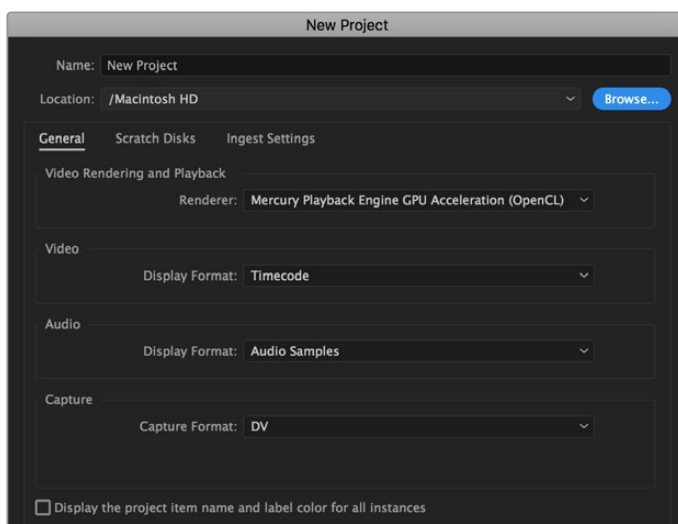 New Project
Name: New Project
Location: /Macintosh HD Browse...
General Scratch Disks Ingest Settings
Video Rendering and Playback
Renderer: Mercury Playback Engine GPU Acceleration (OpenCL)
Video
Display Format: Timecode
Audio
Display Format: Audio Samples
Capture
Capture Format: DV
Display the project item name and label color for all instances